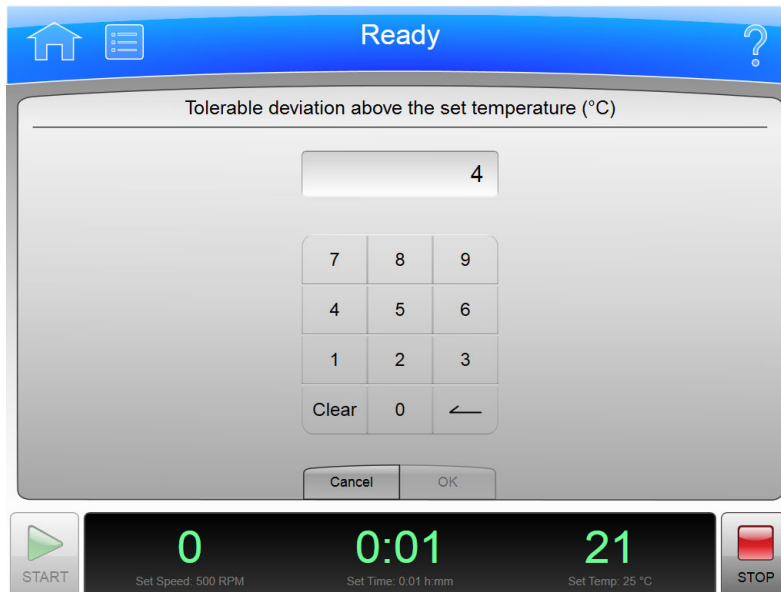 Ready
Tolerable deviation above the set temperature (°C)
4
7 8 9
4 5 6
1 2 3
Clear 0
Cancel OK
0 0:01 21
START Set Speed: 500 RPM Set Time: 0:01 h:mm Set Temp: 25 °C STOP